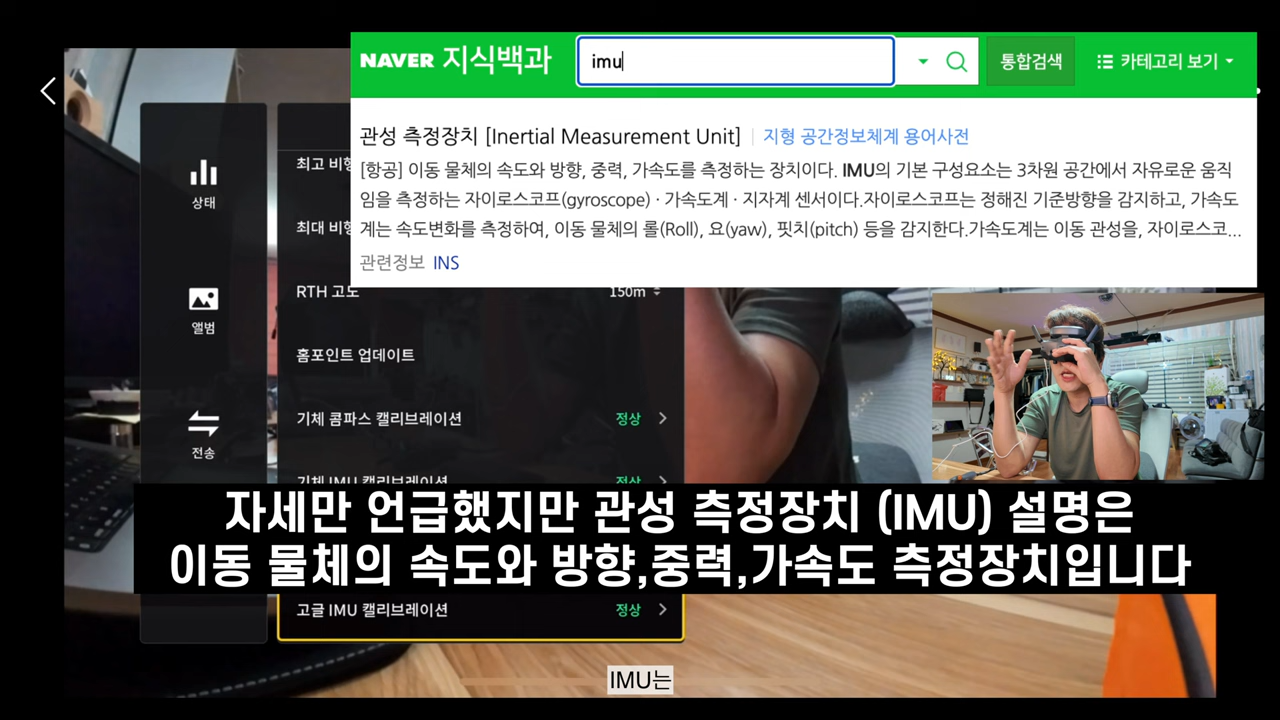 NAVER 지식백과
imu
통합검색
카테고리 보기
관성 측정장치 [Inertial Measurement Unit]
지형 공간정보체계 용어사전
[항공] 이동 물체의 속도와 방향, 중력, 가속도를 측정하는 장치이다. IMU의 기본 구성요소는 3차원 공간에서 자유로운 움직
임을 측정하는 자이로스코프(gyroscope) · 가속도계 · 지자계 센서이다.자이로스코프는 정해진 기준방향을 감지하고, 가속도
계는 속도변화를 측정하여, 이동 물체의 롤(Roll), 요(yaw), 핏치(pitch) 등을 감지한다.가속도계는 이동 관성을, 자이로스코...
관련정보 INS
상태
앨범
전송
최고 비행
최대 비행
RTH 고도 150m
홈포인트 업데이트
기체 콤파스 캘리브레이션 정상
기체 IMU 캘리브레이션 정상
자세만 언급했지만 관성 측정장치 (IMU) 설명은
이동 물체의 속도와 방향,중력,가속도 측정장치입니다
고글 IMU 캘리브레이션 정상
IMU는